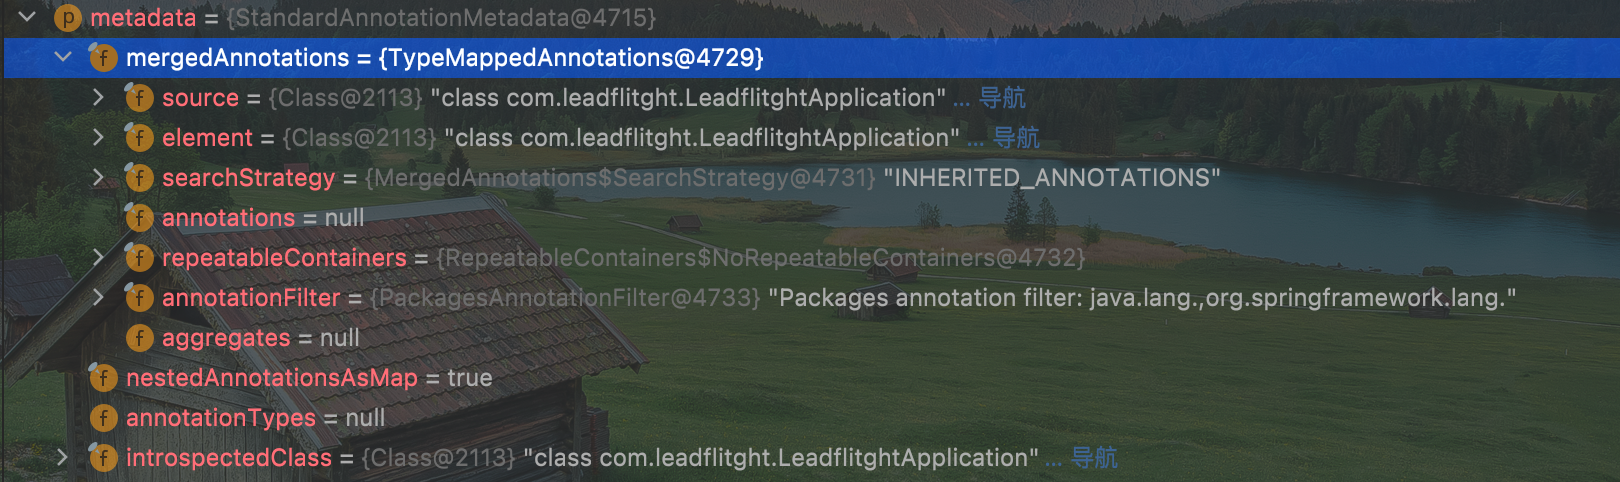 metadata = {StandardAnnotationMetadata@4715}
f mergedAnnotations = {TypeMappedAnnotations@4729}
f source = {Class@2113} "class com.leadflitght.LeadflitghtApplication" ... 导航
f element = {Class@2113} "class com.leadflitght.LeadflitghtApplication" ... 导航
f searchStrategy = {MergedAnnotations$SearchStrategy@4731} "INHERITED_ANNOTATIONS"
f annotations = null
f repeatableContainers = {RepeatableContainers$NoRepeatableContainers@4732}
f annotationFilter = {PackagesAnnotationFilter@4733} "Packages annotation filter: java.lang.,org.springframework.lang."
f aggregates = null
f nestedAnnotationsAsMap = true
f annotationTypes = null
f introspectedClass = {Class@2113} "class com.leadflitght.LeadflitghtApplication" ... 导航